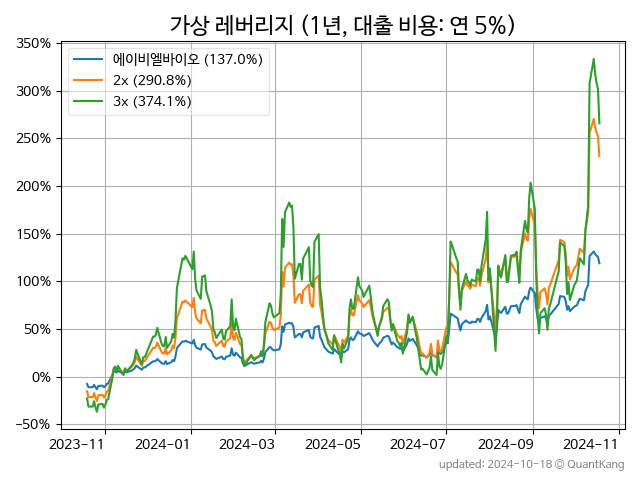 가상 레버리지 (1년, 대출 비용: 연 5%)
350%
300%
250%
200%
150%
100%
50%
0%
−50%
에이비엘바이오 (137.0%)
2x (290.8%)
3x (374.1%)
2023-11 2024-01 2024-03 2024-05 2024-07 2024-09 2024-11
updated: 2024-10-18 © QuantKang